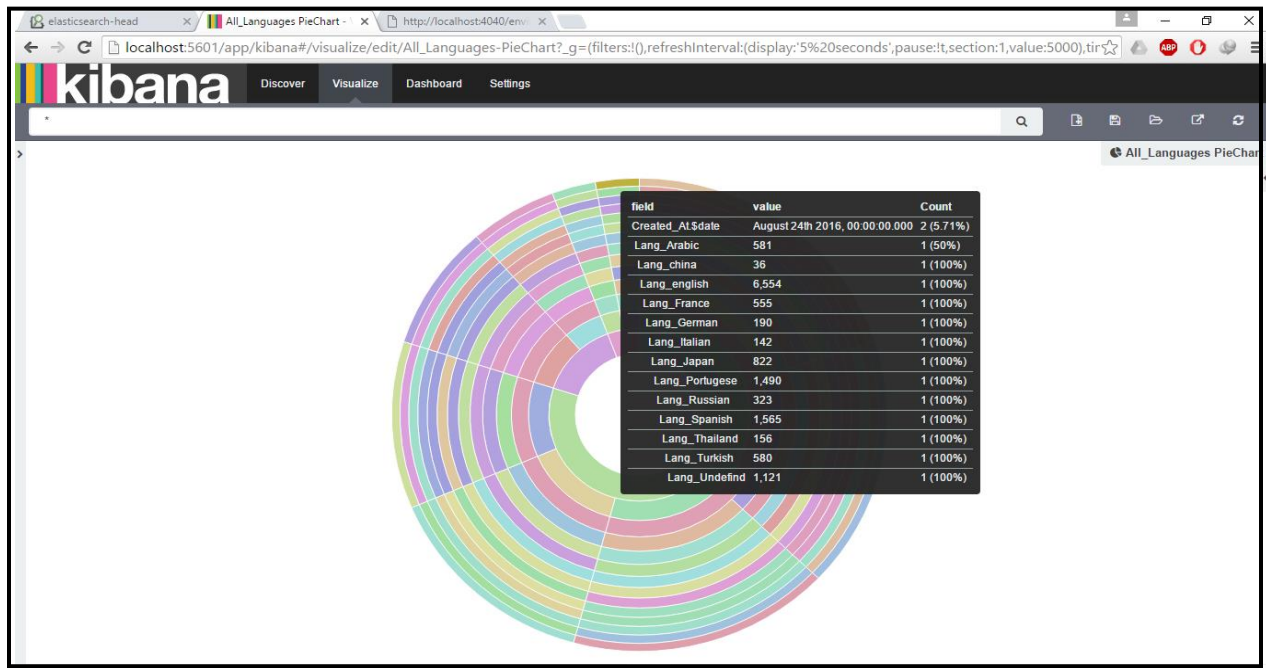 elasticsearch-head
All_Languages PieChart -
http://localhost:4040/envi
localhost:5601/app/kibana#/visualize/edit/All_Languages-PieChart?_g=(filters:!(),refreshInterval:(display:'5%20seconds',pause:!t,section:1,value:5000),tir
ABP
kibana Discover Visualize Dashboard Settings
*
All_Languages PieChar
field value Count
Created_At.$date August 24th 2016, 00:00:00.000 2 (5.71%)
Lang_Arabic 581 1 (50%)
Lang_china 36 1 (100%)
Lang_english 6,554 1 (100%)
Lang_France 555 1 (100%)
Lang_German 190 1 (100%)
Lang_Italian 142 1 (100%)
Lang_Japan 822 1 (100%)
Lang_Portugese 1,490 1 (100%)
Lang_Russian 323 1 (100%)
Lang_Spanish 1,565 1 (100%)
Lang_Thailand 156 1 (100%)
Lang_Turkish 580 1 (100%)
Lang_Undefind 1,121 1 (100%)